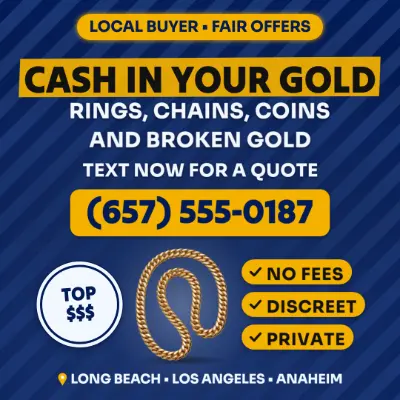 LOCAL BUYER • FAIR OFFERS
CASH IN YOUR GOLD
RINGS, CHAINS, COINS
AND BROKEN GOLD
TEXT NOW FOR A QUOTE
(657) 555-0187
TOP
$$$
NO FEES
DISCREET
PRIVATE
LONG BEACH • LOS ANGELES • ANAHEIM